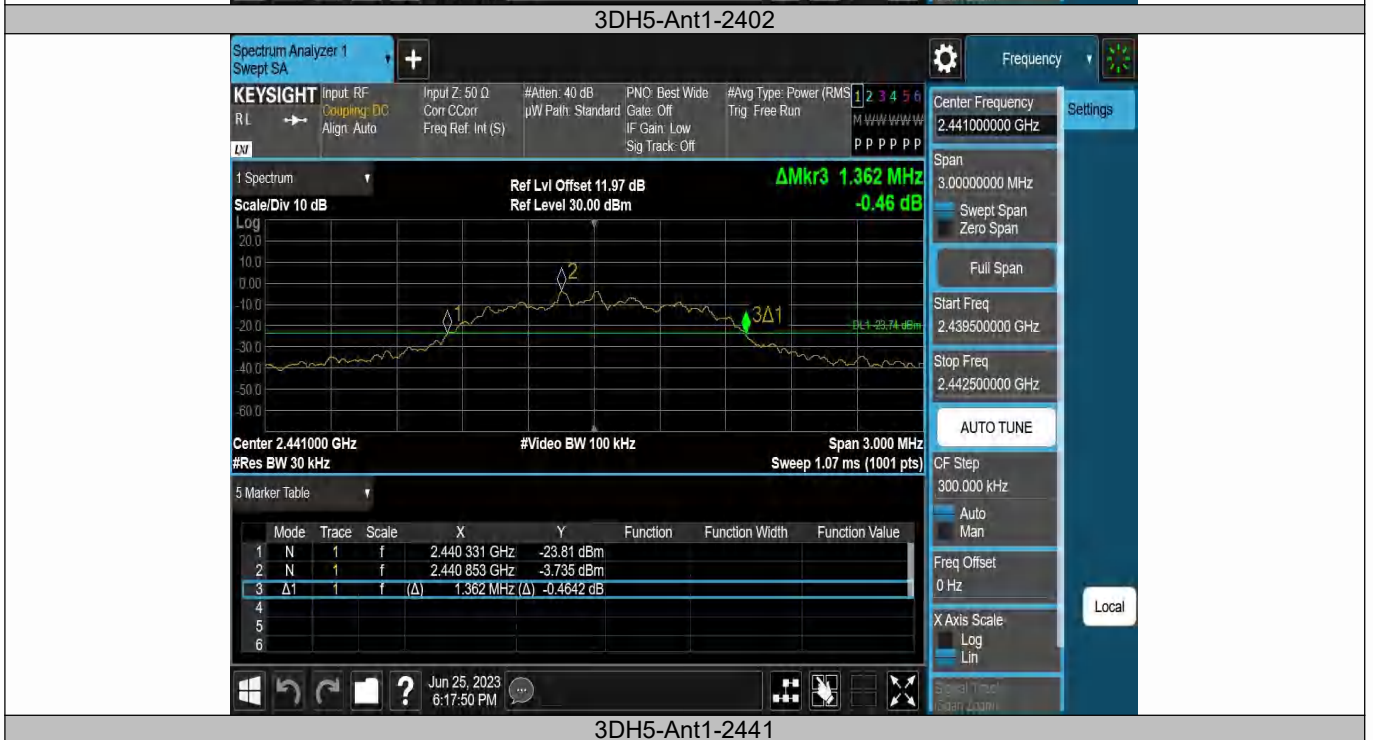 3DH5-Ant1-2402
Spectrum Analyzer 1
Swept SA
+
Frequency
KEYSIGHT Input: RF Input Z: 50 Ω #Atten: 40 dB PNO: Best Wide #Avg Type: Power (RMS 1 2 3 4 5 6
RL Coupling: DC Corr CCorr µW Path: Standard Gate: Off Trig: Free Run M W W W W W
Align: Auto Freq Ref: Int (S) IF Gain: Low
LXI Sig Track: Off P P P P P P
Center Frequency
2.441000000 GHz
Settings
1 Spectrum
Ref Lvl Offset 11.97 dB
ΔMkr3 1.362 MHz
Scale/Div 10 dB
Ref Level 30.00 dBm
-0.46 dB
Log
20.0
10.0
0.00
-10.0
-20.0
-30.0
-40.0
-50.0
-60.0
1
2
3Δ1
DL1 -23.74 dBm
Center 2.441000 GHz #Video BW 100 kHz Span 3.000 MHz
#Res BW 30 kHz Sweep 1.07 ms (1001 pts)
Span
3.00000000 MHz
Swept Span
Zero Span
Full Span
Start Freq
2.439500000 GHz
Stop Freq
2.442500000 GHz
AUTO TUNE
CF Step
300.000 kHz
Auto
Man
Freq Offset
0 Hz
X Axis Scale
Log
Lin
Local
5 Marker Table
Mode Trace Scale X Y Function Function Width Function Value
1 N 1 f 2.440 331 GHz -23.81 dBm
2 N 1 f 2.440 853 GHz -3.735 dBm
3 Δ1 1 f (Δ) 1.362 MHz (Δ) -0.4642 dB
4
5
6
?
Jun 25, 2023
6:17:50 PM
3DH5-Ant1-2441